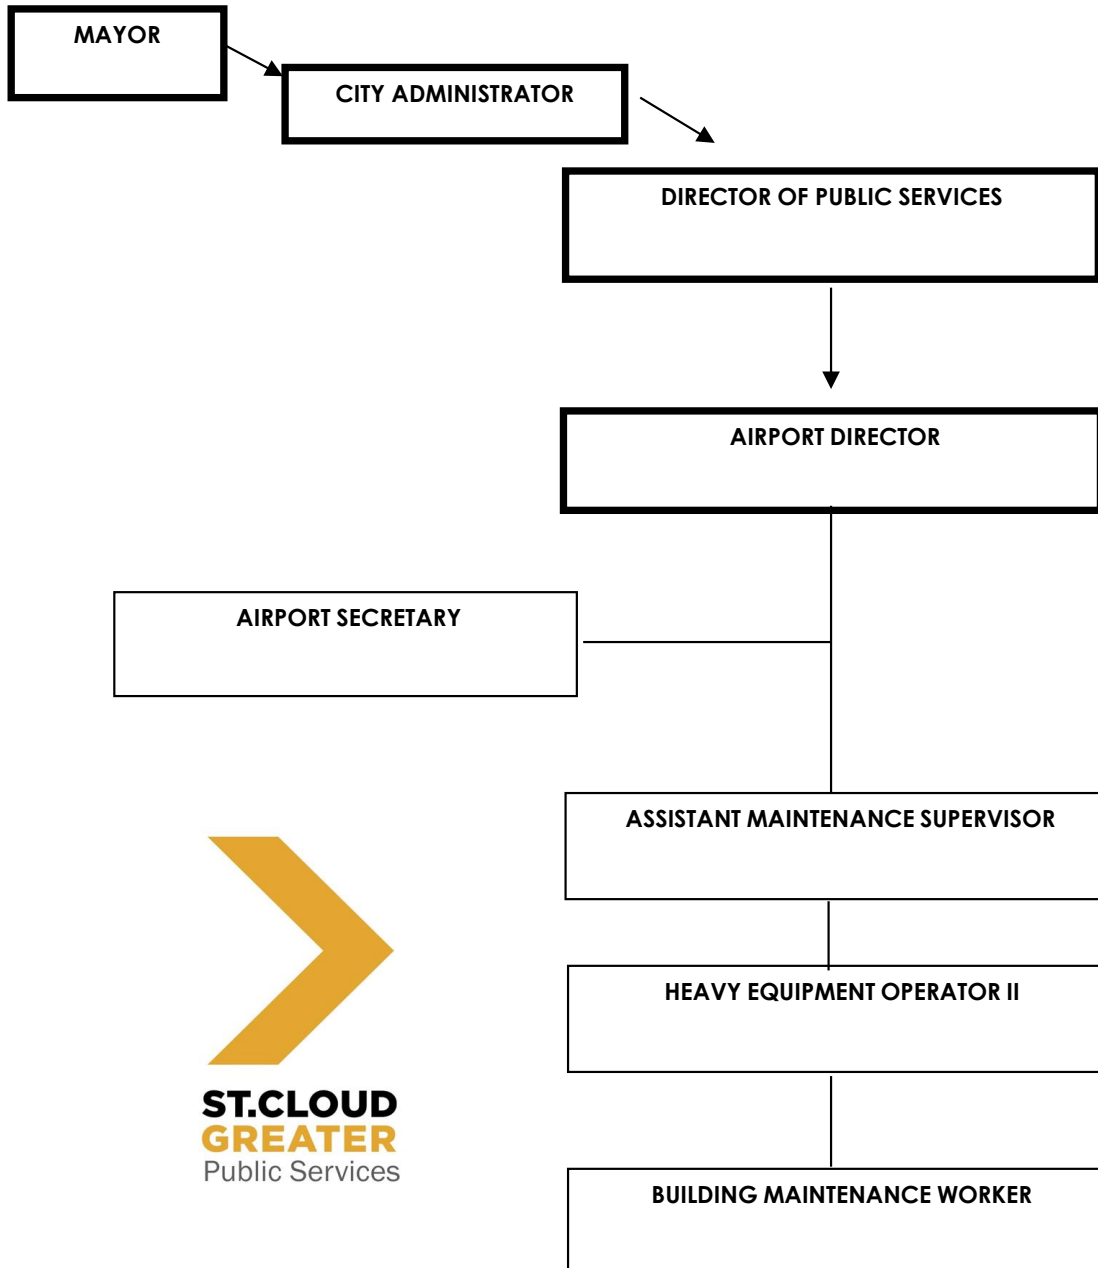 MAYOR
CITY ADMINISTRATOR
DIRECTOR OF PUBLIC SERVICES
AIRPORT DIRECTOR
AIRPORT SECRETARY
ASSISTANT MAINTENANCE SUPERVISOR
HEAVY EQUIPMENT OPERATOR II
ST.CLOUD
GREATER
Public Services
BUILDING MAINTENANCE WORKER